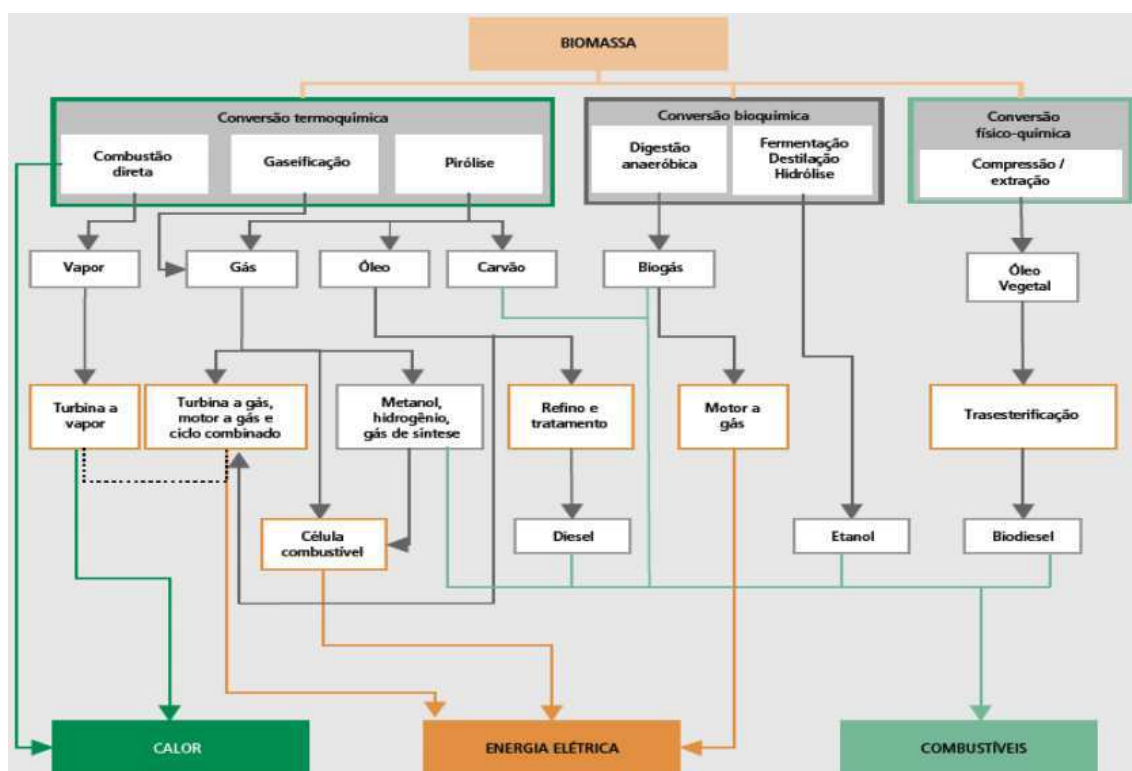 BIOMASSA
Conversão termoquímica
Combustão
direta
Gaseificação
Pirólise
Conversão bioquímica
Digestão
anaeróbica
Fermentação
Destilação
Hidrólise
Conversão
físico-química
Compressão /
extração
Vapor
Gás
Óleo
Carvão
Biogás
Óleo
Vegetal
Turbina a
vapor
Turbina a gás,
motor a gás e
ciclo combinado
Metanol,
hidrogênio,
gás de síntese
Refino e
tratamento
Motor a
gás
Trasesterificação
Célula
combustível
Diesel
Etanol
Biodiesel
CALOR
ENERGIA ELÉTRICA
COMBUSTÍVEIS